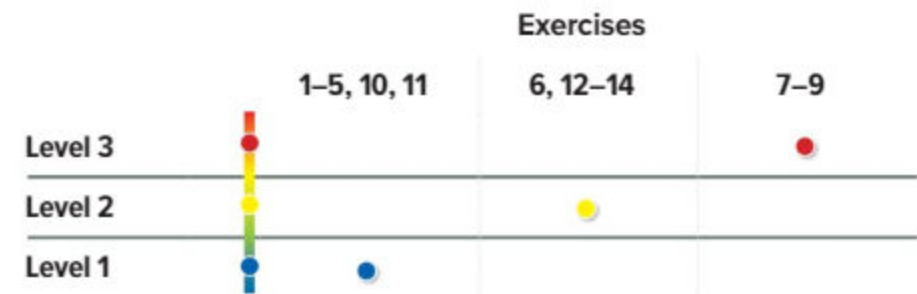 Exercises
1–5, 10, 11 6, 12–14 7–9
Level 3
Level 2
Level 1